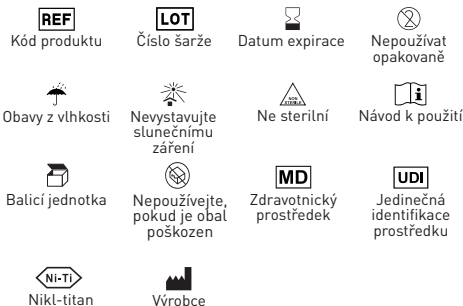 REF LOT
Kód produktu Číslo šarže Datum expirace Nepoužívat
opakovaně
2
NON
STERILE
i
Obavy z vlhkosti Nevystavujte
slunečnímu
záření
Ne sterilní Návod k použití
MD UDI
Balicí jednotka Nepoužívejte,
pokud je obal
poškozen
Zdravotnický
prostředek
Jedinečná
identifikace
prostředku
Ni-Ti
Nikl-titan Výrobce